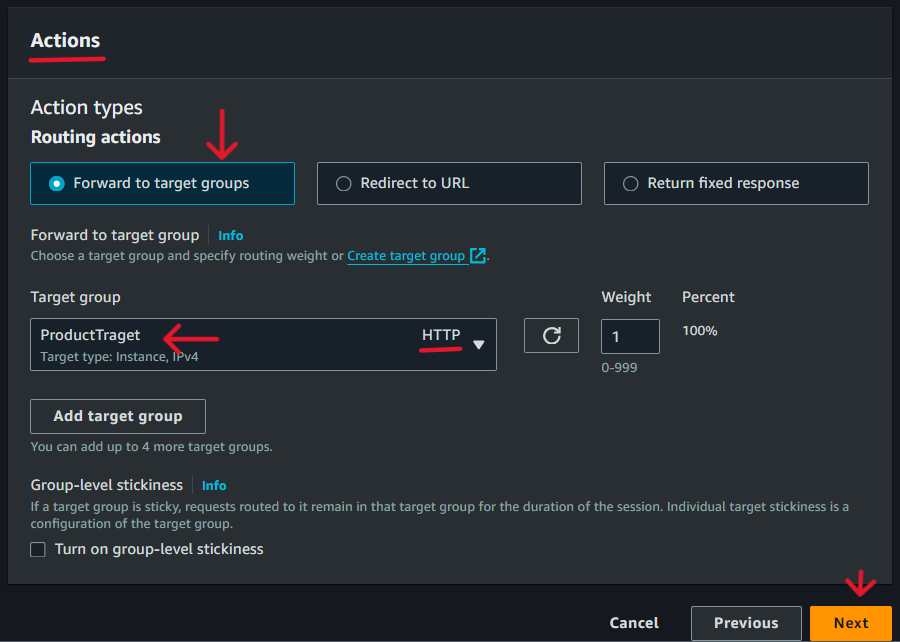 Actions
Action types
Routing actions
Forward to target groups
Redirect to URL
Return fixed response
Forward to target group
Info
Choose a target group and specify routing weight or Create target group .
Target group
Weight
Percent
ProductTraget
HTTP
Target type: Instance, IPv4
1
100%
0-999
Add target group
You can add up to 4 more target groups.
Group-level stickiness
Info
If a target group is sticky, requests routed to it remain in that target group for the duration of the session. Individual target stickiness is a
configuration of the target group.
Turn on group-level stickiness
Cancel
Previous
Next